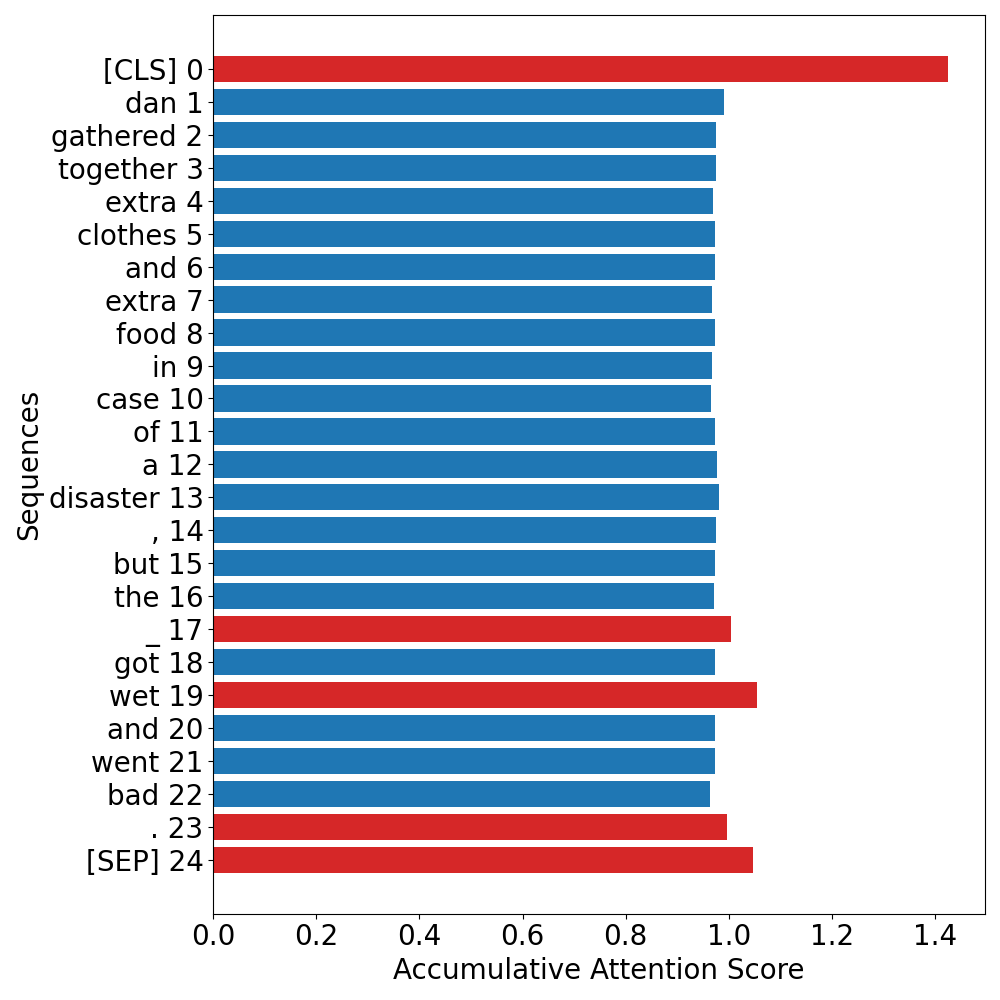 [CLS] 0
dan 1
gathered 2
together 3
extra 4
clothes 5
and 6
extra 7
food 8
in 9
case 10
of 11
a 12
disaster 13
, 14
but 15
the 16
_ 17
got 18
wet 19
and 20
went 21
bad 22
. 23
[SEP] 24
Sequences
0.0 0.2 0.4 0.6 0.8 1.0 1.2 1.4
Accumulative Attention Score